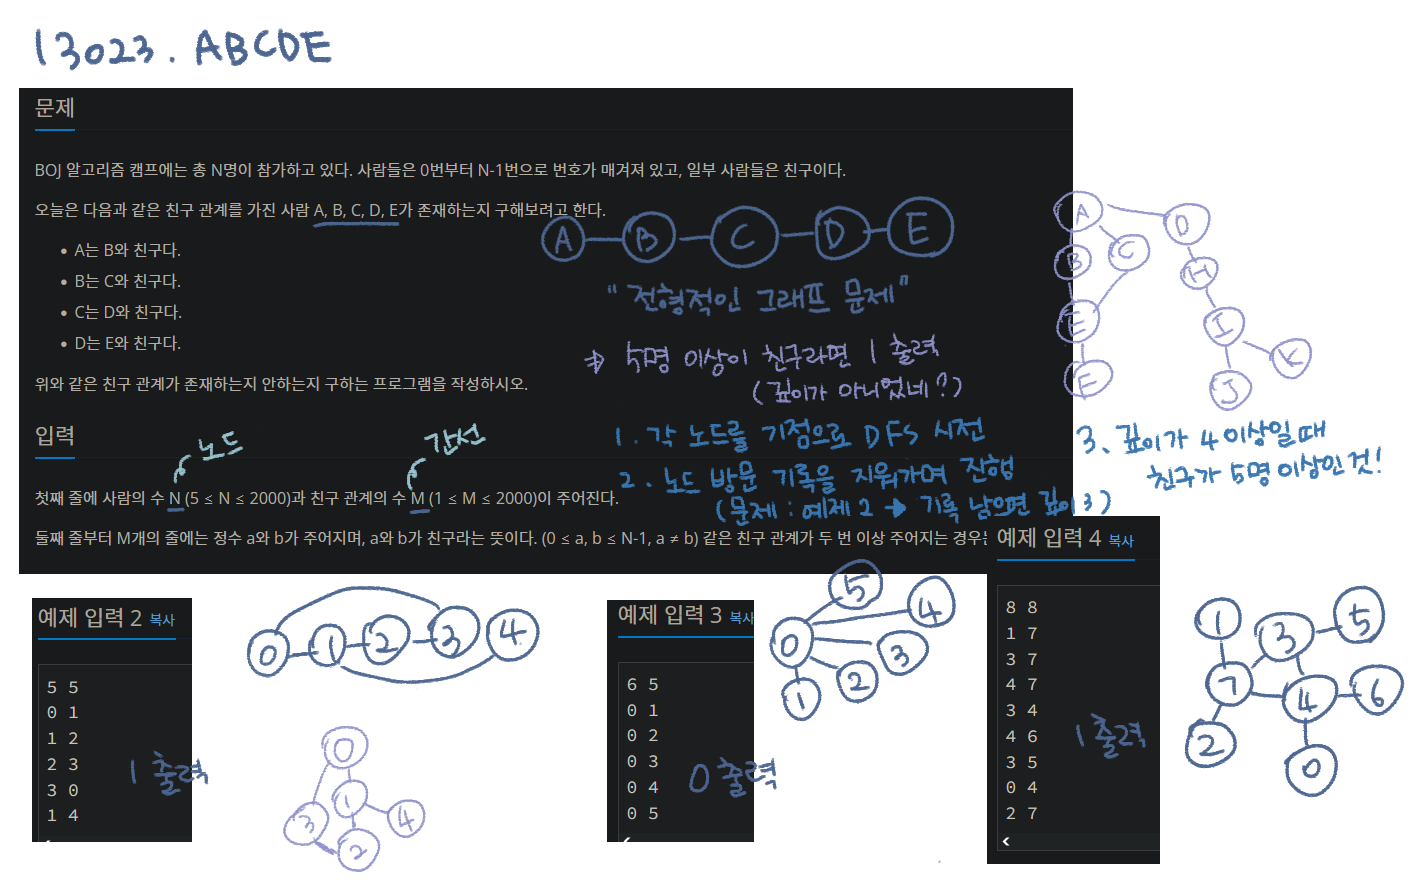 13023. ABCDE
문제
BOJ 알고리즘 캠프에는 총 N명이 참가하고 있다. 사람들은 0번부터 N-1번으로 번호가 매겨져 있고, 일부 사람들은 친구이다.
오늘은 다음과 같은 친구 관계를 가진 사람 A, B, C, D, E가 존재하는지 구해보려고 한다.
• A는 B와 친구다.
• B는 C와 친구다.
• C는 D와 친구다.
• D는 E와 친구다.
위와 같은 친구 관계가 존재하는지 안하는지 구하는 프로그램을 작성하시오.
A B C D E
"전형적인 그래프 문제"
⇒ 5명 이상이 친구라면 1 출력
(깊이가 아니었네?)
A D
B C H
E I K
F J
입력
노드
간선
첫째 줄에 사람의 수 N (5 ≤ N ≤ 2000)과 친구 관계의 수 M (1 ≤ M ≤ 2000)이 주어진다.
둘째 줄부터 M개의 줄에는 정수 a와 b가 주어지며, a와 b가 친구라는 뜻이다. (0 ≤ a, b ≤ N-1, a ≠ b) 같은 친구 관계가 두 번 이상 주어지는 경우는
1. 각 노드를 기점으로 DFS 시전
2. 노드 방문 기록을 지워가며 진행
(문제 : 예제 2 → 기록 남으면 깊이 3)
3. 깊이가 4 이상일 때
친구가 5명 이상인 것!
예제 입력 2 복사
5 5
0 1
1 2
2 3
3 0
1 4
1 출력
0 1 2 3 4
0
1
3 4
2
예제 입력 3 복사
6 5
0 1
0 2
0 3
0 4
0 5
0 출력
5
4
0
3
2
1
예제 입력 4 복사
8 8
1 7
3 7
4 7
3 4
4 6
3 5
0 4
2 7
1 출력
1 3 5
7 4 6
2 0